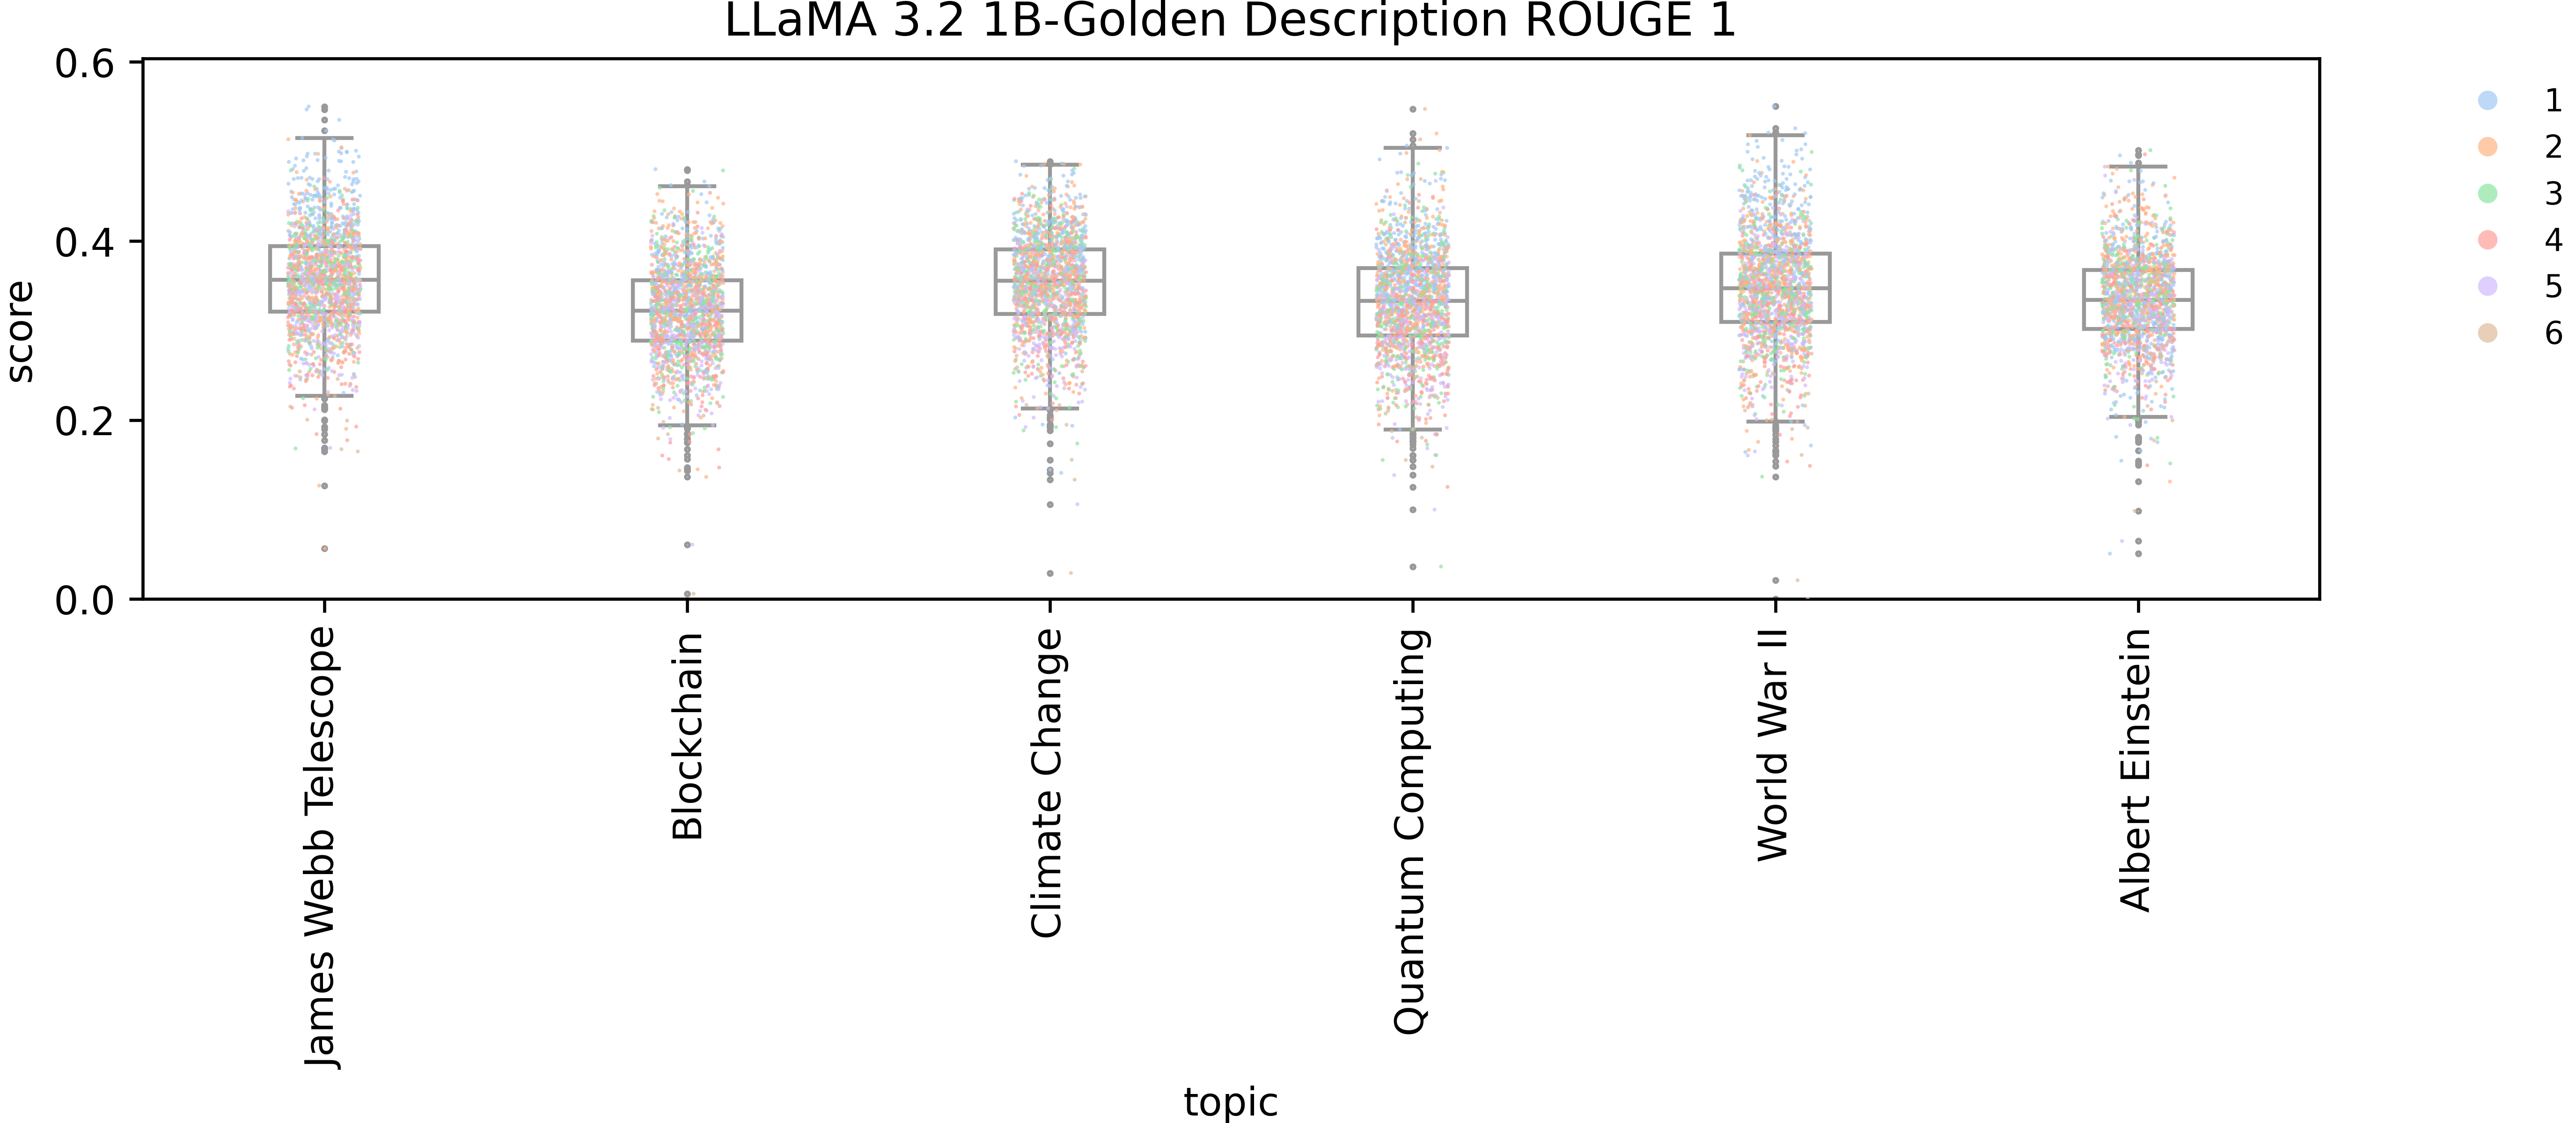 LLaMA 3.2 1B-Golden Description ROUGE 1
0.6
0.4
0.2
0.0
score
James Webb Telescope
Blockchain
Climate Change
Quantum Computing
World War II
Albert Einstein
topic
1
2
3
4
5
6